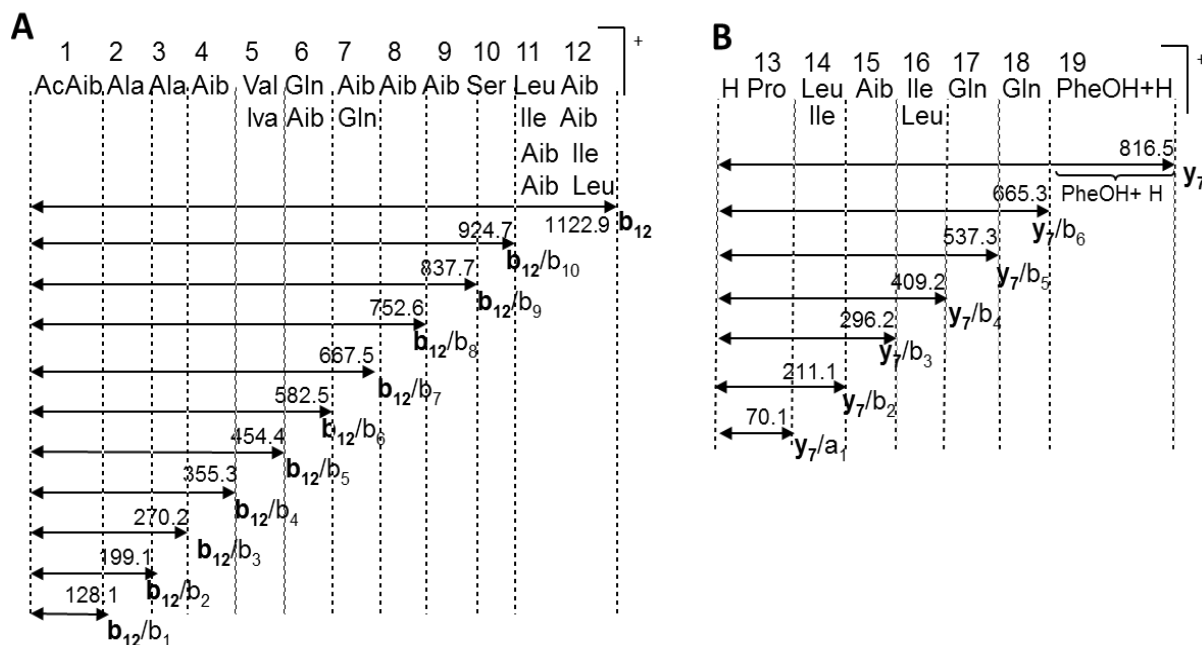 A
1 2 3 4 5 6 7 8 9 10 11 12 +
AcAib Ala Ala Aib Val Gln Aib Aib Aib Ser Leu Aib
Iva Aib Gln Ile Aib
Aib Ile
Aib Leu
1122.9 b12
924.7
b12/b10
837.7
b12/b9
752.6
b12/b8
667.5
b12/b7
582.5
b12/b6
454.4
b12/b5
355.3
b12/b4
270.2
b12/b3
199.1
b12/b2
128.1
b12/b1
B
13 14 15 16 17 18 19 +
H Pro Leu Aib Ile Gln Gln PheOH+H
Ile Leu
816.5
y7
PheOH+ H
665.3
y7/b6
537.3
y7/b5
409.2
y7/b4
296.2
y7/b3
211.1
y7/b2
70.1
y7/a1